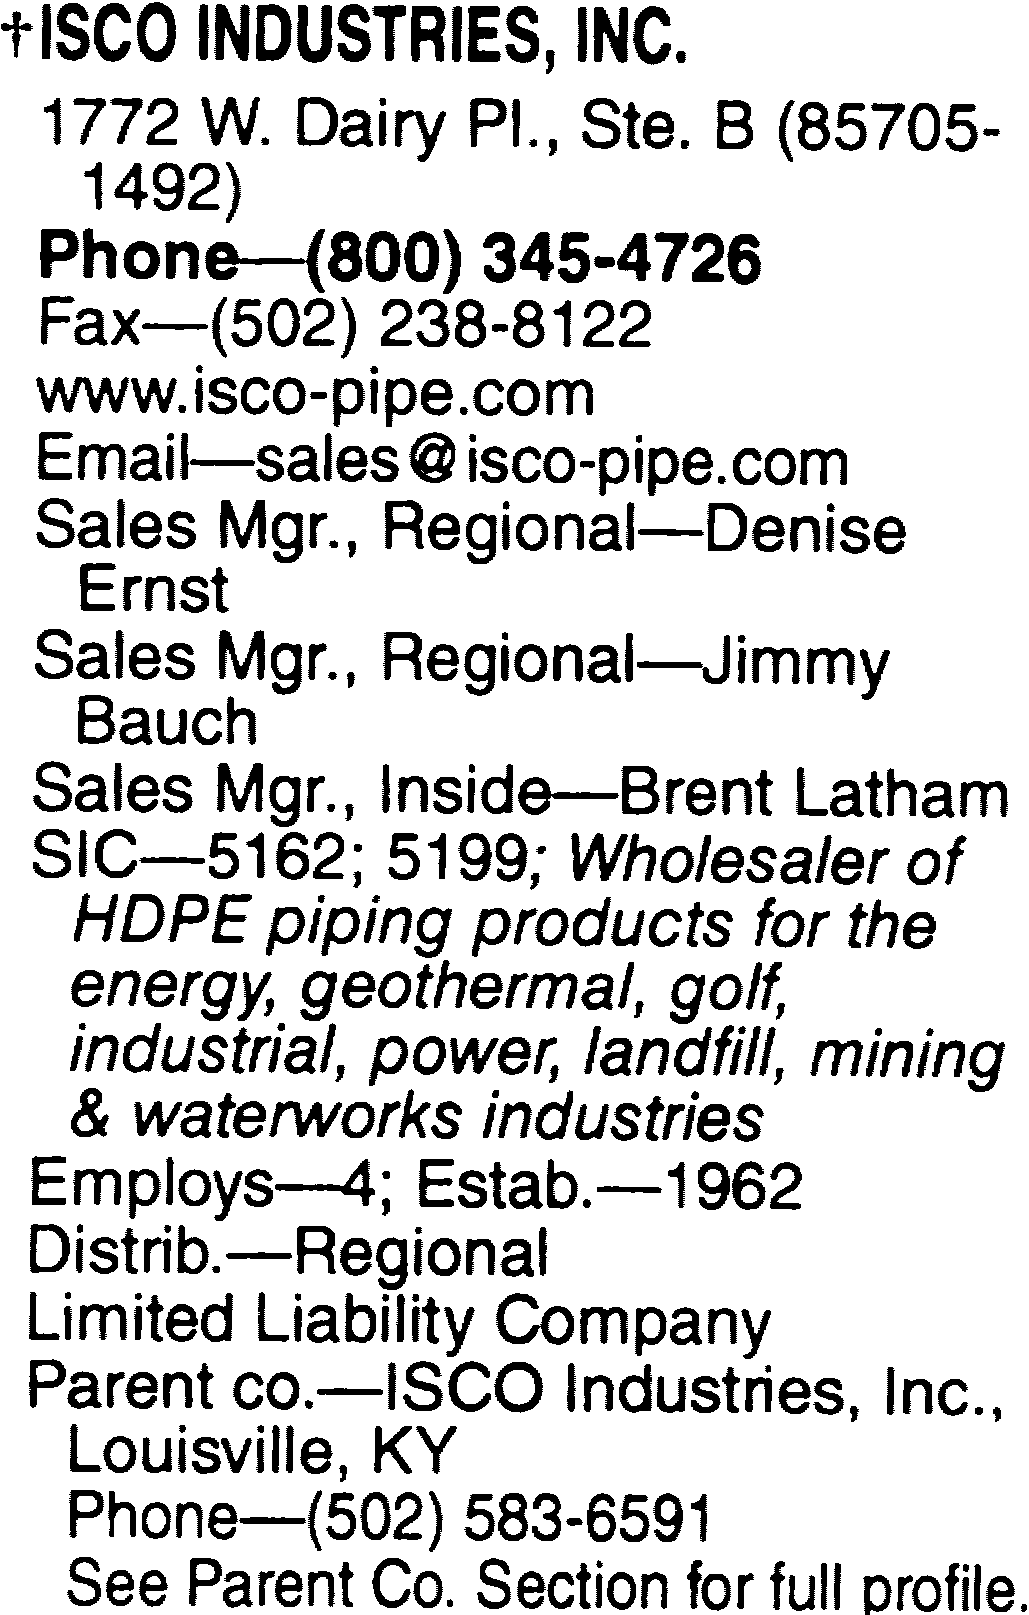 †ISCO INDUSTRIES, INC.
1772 W. Dairy Pl., Ste. B (85705-
1492)
Phone—(800) 345-4726
Fax—(502) 238-8122
www.isco-pipe.com
Email—sales@isco-pipe.com
Sales Mgr., Regional—Denise
Ernst
Sales Mgr., Regional—Jimmy
Bauch
Sales Mgr., Inside—Brent Latham
SIC—5162; 5199; Wholesaler of
HDPE piping products for the
energy, geothermal, golf,
industrial, power, landfill, mining
& waterworks industries
Employs—4; Estab.—1962
Distrib.—Regional
Limited Liability Company
Parent co.—ISCO Industries, Inc.,
Louisville, KY
Phone—(502) 583-6591
See Parent Co. Section for full profile.